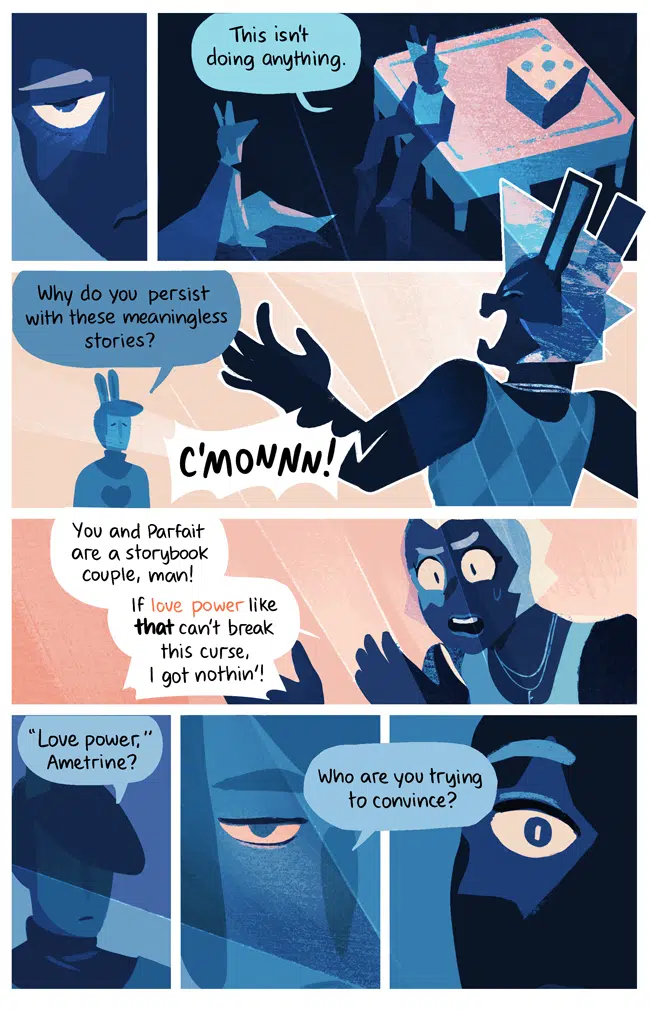 This isn't
doing anything.
Why do you persist
with these meaningless
stories?
C'MONNN!
You and Parfait
are a storybook
couple, man!
If love power like
that can't break
this curse,
I got nothin'!
"Love power,"
Ametrine?
Who are you trying
to convince?